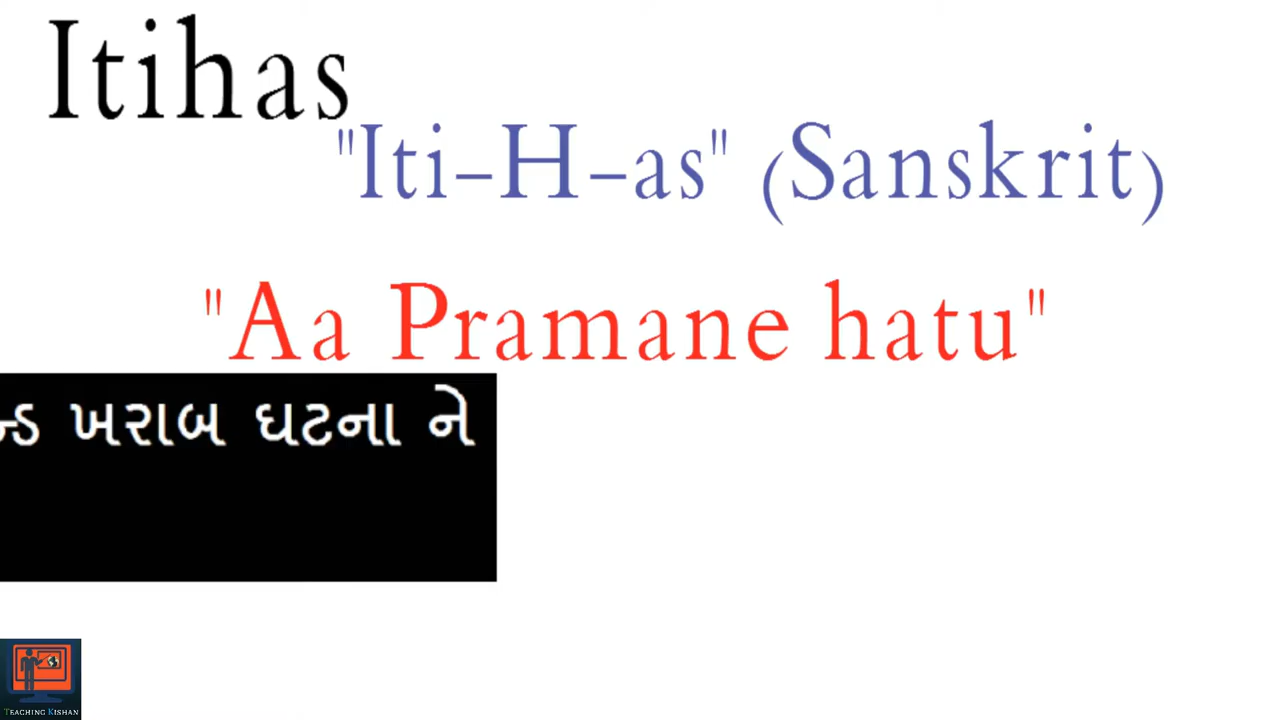 Itihas
"Iti-H-as" (Sanskrit)
"Aa Pramane hatu"
ખરાબ ઘટના ને
TEACHING KISHAN